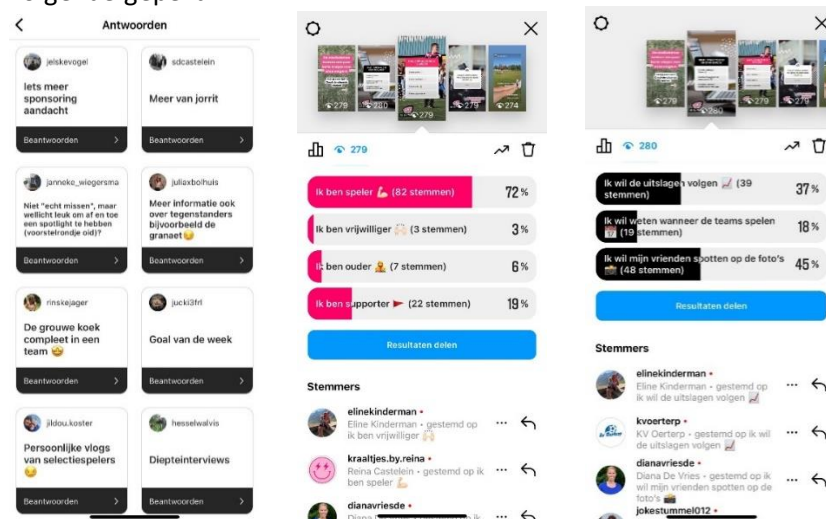 Antwoorden
jelskevogel
Iets meer
sponsoring
aandacht
Beantwoorden
sdcastelein
Meer van jorrit
Beantwoorden
janneke_wiegersma
Niet "echt missen", maar
wellicht leuk om af en toe
een spotlight te hebben
(voorstelrondje oid)?
Beantwoorden
juliaxbolhuis
Meer informatie ook
over tegenstanders
bijvoorbeeld de
granaet😉
Beantwoorden
rinskejager
De grouwe koek
compleet in een
team 🤩
Beantwoorden
jucki3frl
Goal van de week
Beantwoorden
jildou.koster
Persoonlijke vlogs
van selectiespelers
😉
Beantwoorden
hesselwalvis
Diepteinterviews
Beantwoorden
279
280
279
279
274
279
Ik ben speler 💪 (82 stemmen) 72%
Ik ben vrijwilliger 🙌🏻 (3 stemmen) 3%
Ik ben ouder (7 stemmen) 6%
Ik ben supporter 🚩 (22 stemmen) 19%
Resultaten delen
Stemmers
elinekinderman •
Eline Kinderman • gestemd op
ik ben vrijwilliger 🙌🏻
kraaltjes.by.reina •
Reina Castelein • gestemd op ik
ben speler 💪
dianavriesde •
279
280
279
279
280
Ik wil de uitslagen volgen 📈 (39
stemmen) 37%
Ik wil weten wanneer de teams spelen
📅 (19 stemmen) 18%
Ik wil mijn vrienden spotten op de foto's
📸 (48 stemmen) 45%
Resultaten delen
Stemmers
elinekinderman •
Eline Kinderman • gestemd op
ik wil de uitslagen volgen 📈
kvoerterp •
KV Oerterp • gestemd op ik wil
de uitslagen volgen 📈
dianavriesde •
Diana De Vries • gestemd op ik
wil mijn vrienden spotten op de
foto's 📸
jokestummel012 •